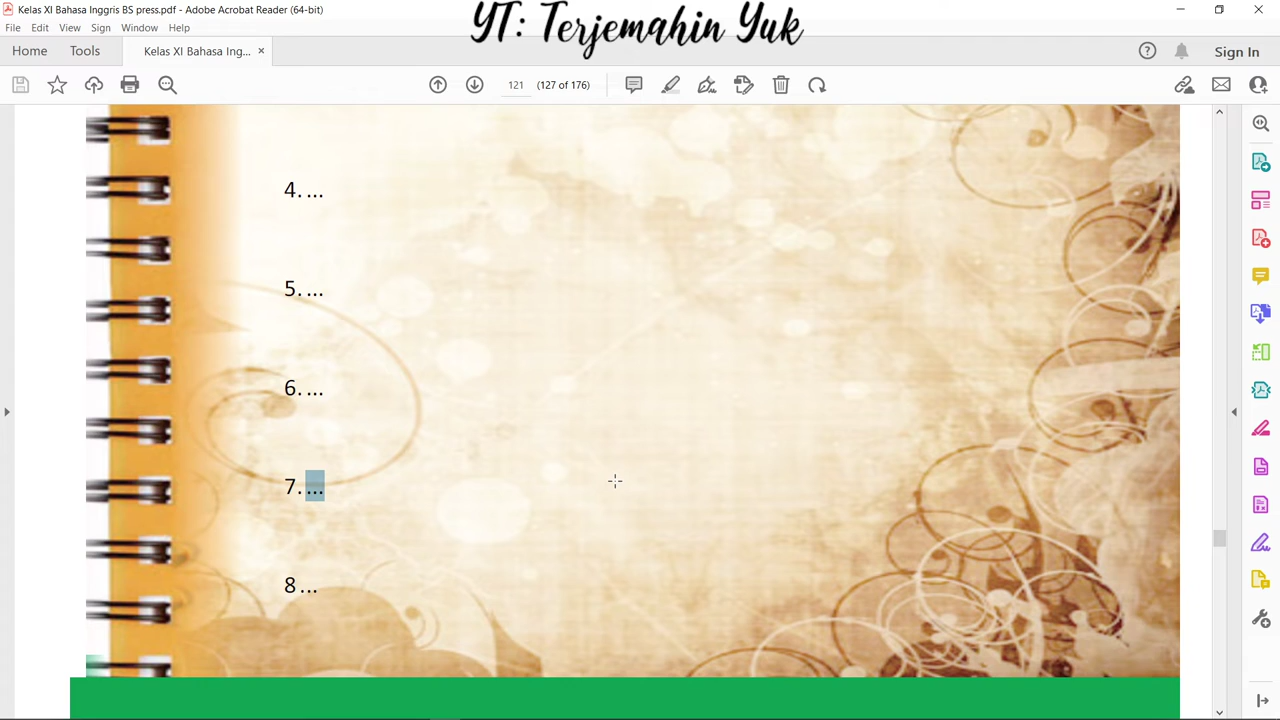 Kelas XI Bahasa Inggris BS press.pdf - Adobe Acrobat Reader (64-bit)
YT: Terjemahin Yuk
File Edit View Sign Window Help
Home Tools Kelas XI Bahasa Ing... × Sign In
121 (127 of 176)
4. ...
5. ...
6. ...
7. ...
8 ...